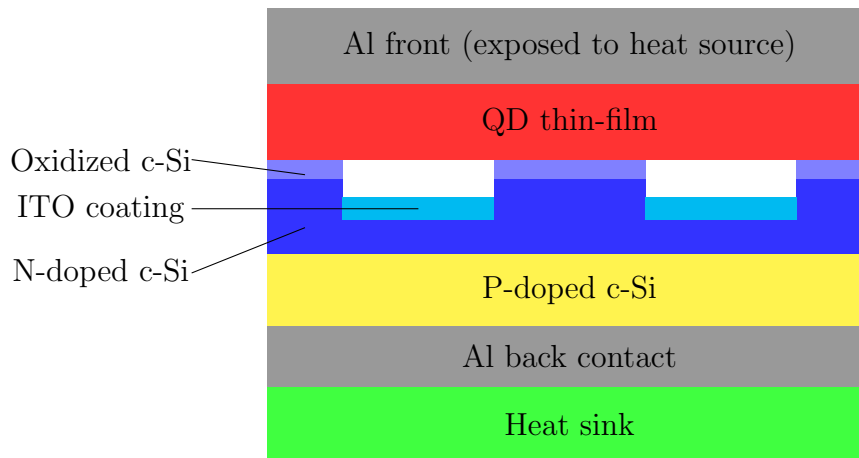 Al front (exposed to heat source)
QD thin-film
Oxidized c-Si
ITO coating
N-doped c-Si
P-doped c-Si
Al back contact
Heat sink